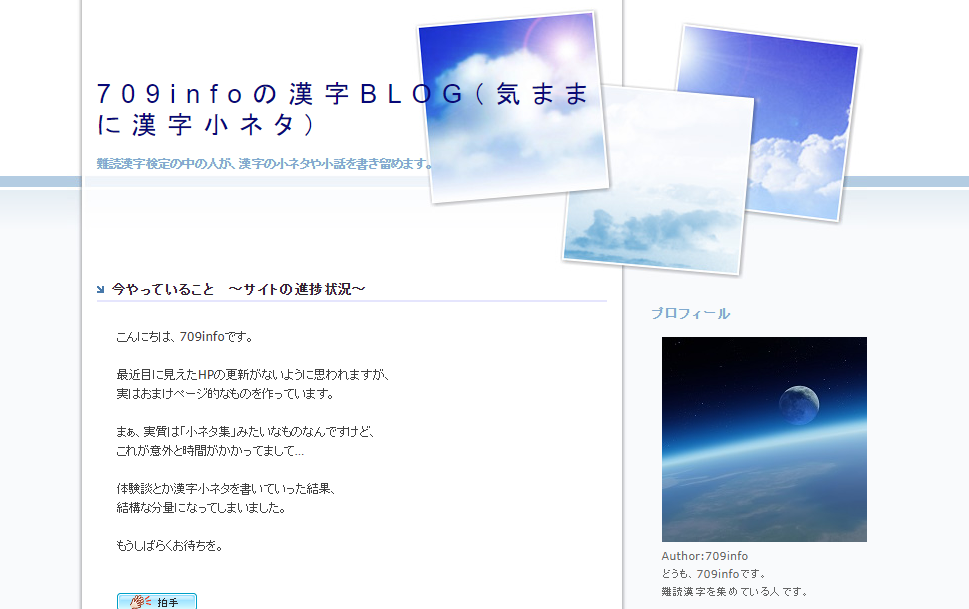 709infoの漢字BLOG(気まま
に漢字小ネタ)
難読漢字検定の中の人が、漢字の小ネタや小話を書き留めます。
今やっていること　～サイトの進捗状況～
こんにちは、709infoです。
最近目に見えたHPの更新がないように思われますが、
実はおまけページ的なものを作っています。
まぁ、実質は「小ネタ集」みたいなものなんですけど、
これが意外と時間がかかってまして...
体験談とか漢字小ネタを書いていった結果、
結構な分量になってしまいました。
もうしばらくお待ちを。
拍手
プロフィール
Author:709info
どうも、709infoです。
難読漢字を集めている人です。